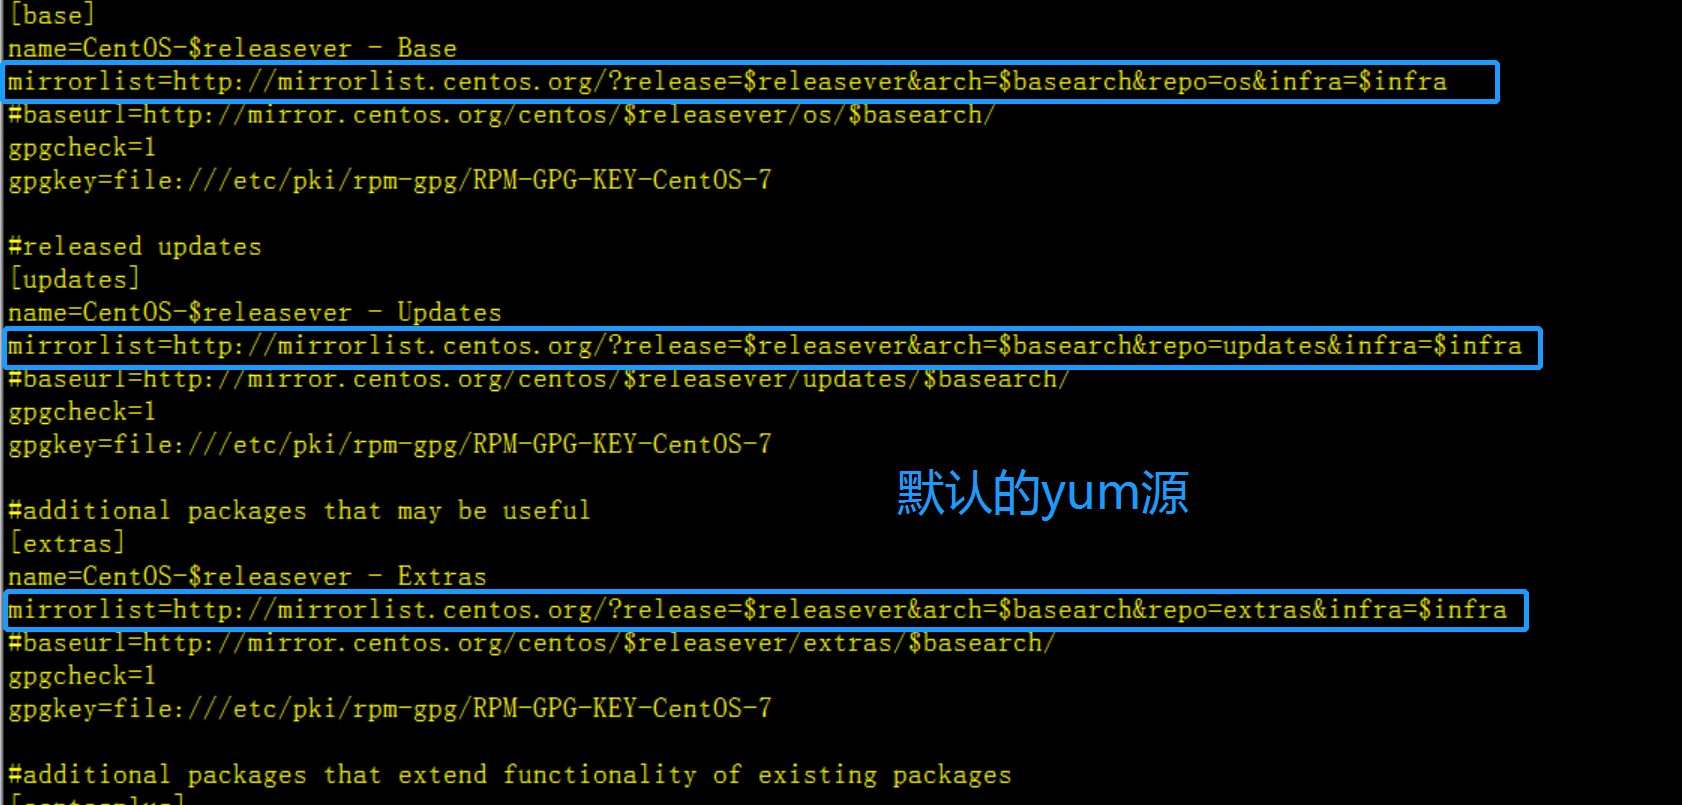 [base]
name=CentOS-$releasever - Base
mirrorlist=http://mirrorlist.centos.org/?release=$releasever&arch=$basearch&repo=os&infra=$infra
#baseurl=http://mirror.centos.org/centos/$releasever/os/$basearch/
gpgcheck=1
gpgkey=file:///etc/pki/rpm-gpg/RPM-GPG-KEY-CentOS-7
#released updates
[updates]
name=CentOS-$releasever - Updates
mirrorlist=http://mirrorlist.centos.org/?release=$releasever&arch=$basearch&repo=updates&infra=$infra
#baseurl=http://mirror.centos.org/centos/$releasever/updates/$basearch/
gpgcheck=1
gpgkey=file:///etc/pki/rpm-gpg/RPM-GPG-KEY-CentOS-7
默认的yum源
#additional packages that may be useful
[extras]
name=CentOS-$releasever - Extras
mirrorlist=http://mirrorlist.centos.org/?release=$releasever&arch=$basearch&repo=extras&infra=$infra
#baseurl=http://mirror.centos.org/centos/$releasever/extras/$basearch/
gpgcheck=1
gpgkey=file:///etc/pki/rpm-gpg/RPM-GPG-KEY-CentOS-7
#additional packages that extend functionality of existing packages
[centosplus]